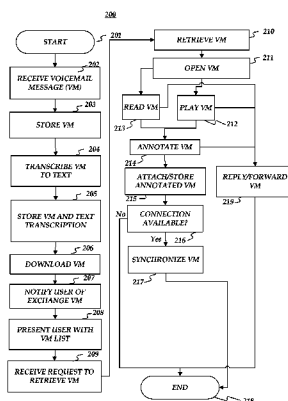 200
START
201
202
RECEIVE VOICEMAIL
MESSAGE (VM)
203
STORE VM
204
TRANSCRIBE VM
TO TEXT
205
STORE VM AND TEXT
TRANSCRIPTION
206
DOWNLOAD VM
207
NOTIFY USER OF
EXCHANGE VM
208
PRESENT USER WITH
VM LIST
209
RECEIVE REQUEST TO
RETRIEVE VM
RETRIEVE VM
210
OPEN VM
211
READ VM
213
PLAY VM
212
ANNOTATE VM
214
ATTACH/STORE
ANNOTATED VM
215
REPLY/FORWARD
VM
219
No
CONNECTION
AVAILABLE?
Yes
216
SYNCHRONIZE VM
217
END
218